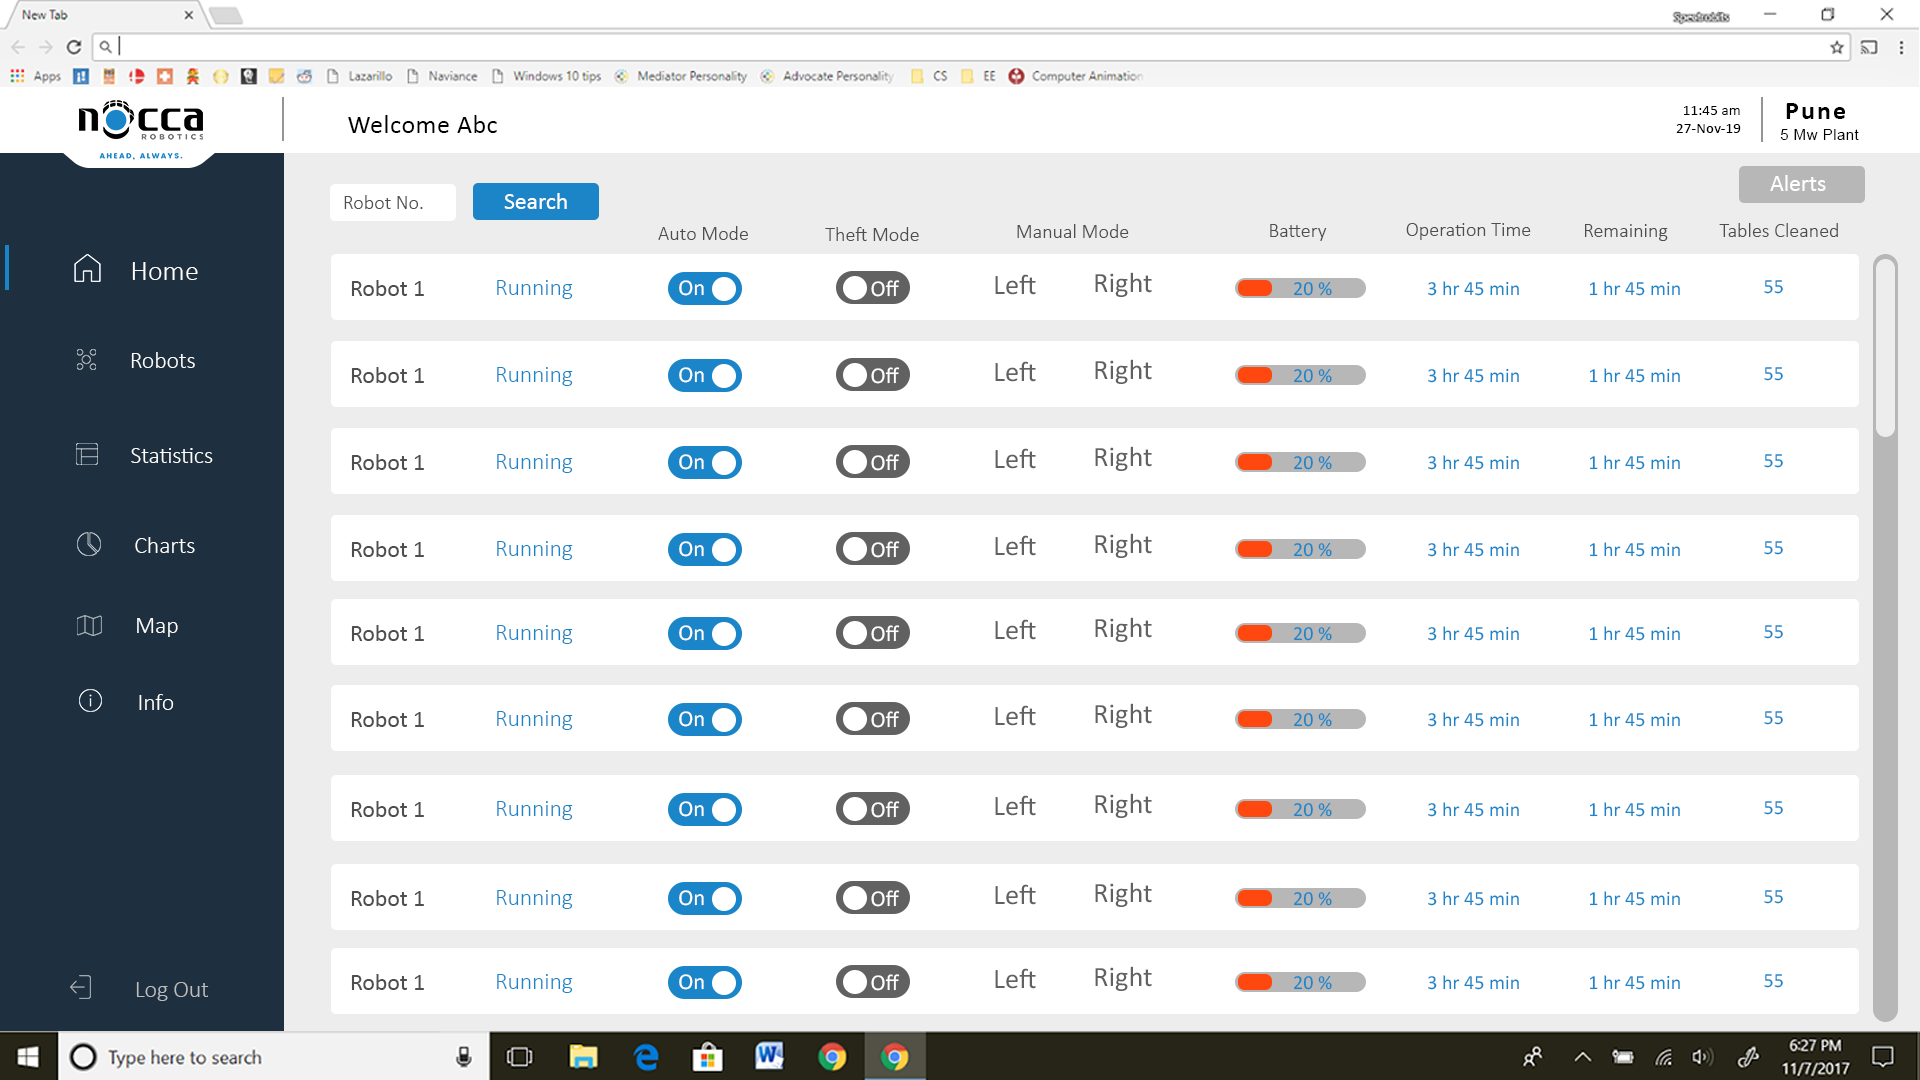 New Tab
Apps Lazarillo Naviance Windows 10 tips Mediator Personality Advocate Personality CS EE Computer Animation
nocca
ROBOTICS
AHEAD, ALWAYS.
Welcome Abc
11:45 am
27-Nov-19
Pune
5 Mw Plant
Home
Robots
Statistics
Charts
Map
Info
Log Out
Robot No. Search
Alerts
Auto Mode Theft Mode Manual Mode Battery Operation Time Remaining Tables Cleaned
Robot 1 Running On Off Left Right 20 % 3 hr 45 min 1 hr 45 min 55
Robot 1 Running On Off Left Right 20 % 3 hr 45 min 1 hr 45 min 55
Robot 1 Running On Off Left Right 20 % 3 hr 45 min 1 hr 45 min 55
Robot 1 Running On Off Left Right 20 % 3 hr 45 min 1 hr 45 min 55
Robot 1 Running On Off Left Right 20 % 3 hr 45 min 1 hr 45 min 55
Robot 1 Running On Off Left Right 20 % 3 hr 45 min 1 hr 45 min 55
Robot 1 Running On Off Left Right 20 % 3 hr 45 min 1 hr 45 min 55
Robot 1 Running On Off Left Right 20 % 3 hr 45 min 1 hr 45 min 55
Robot 1 Running On Off Left Right 20 % 3 hr 45 min 1 hr 45 min 55
Type here to search
6:27 PM
11/7/2017